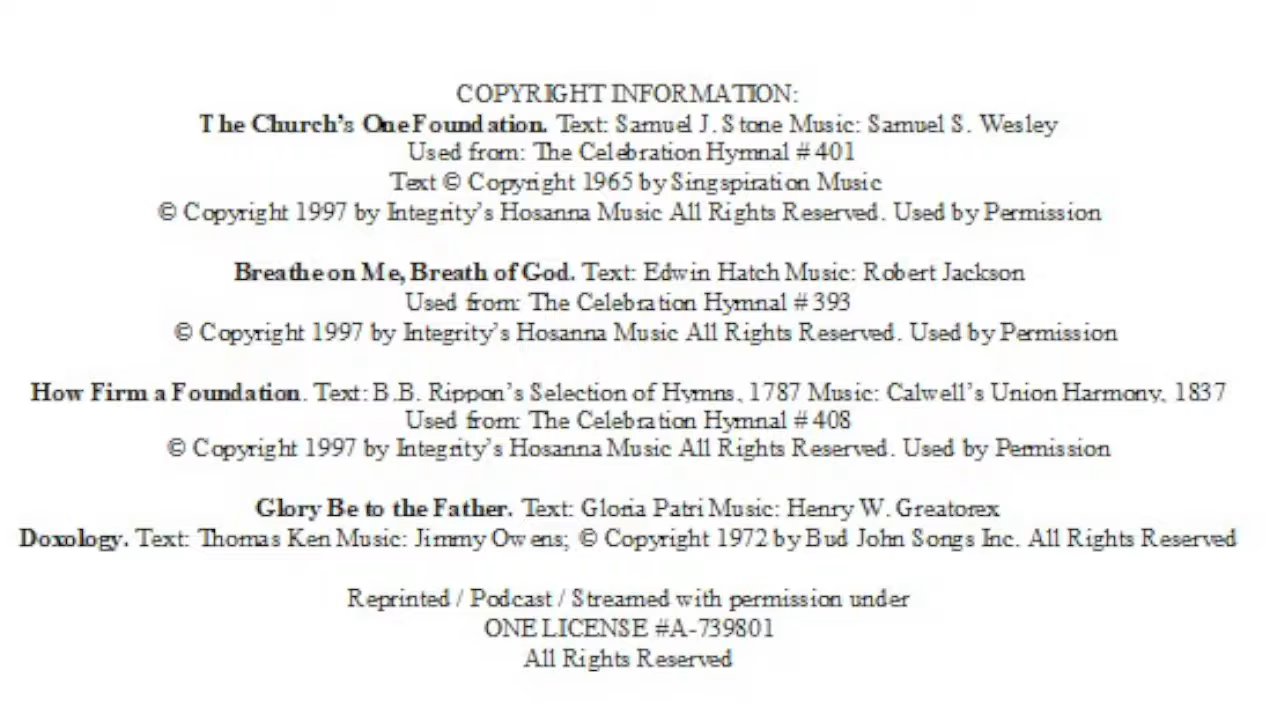 COPYRIGHT INFORMATION:
The Church's One Foundation. Text: Samuel J. Stone Music: Samuel S. Wesley
Used from: The Celebration Hymnal # 401
Text © Copyright 1965 by Singspiration Music
© Copyright 1997 by Integrity's Hosanna Music All Rights Reserved. Used by Permission
Breathe on Me, Breath of God. Text: Edwin Hatch Music: Robert Jackson
Used from: The Celebration Hymnal # 393
© Copyright 1997 by Integrity's Hosanna Music All Rights Reserved. Used by Permission
How Firm a Foundation. Text: B.B. Rippon's Selection of Hymns, 1787 Music: Calwell's Union Harmony, 1837
Used from: The Celebration Hymnal # 408
© Copyright 1997 by Integrity's Hosanna Music All Rights Reserved. Used by Permission
Glory Be to the Father. Text: Gloria Patri Music: Henry W. Greatorex
Doxology. Text: Thomas Ken Music: Jimmy Owens; © Copyright 1972 by Bud John Songs Inc. All Rights Reserved
Reprinted / Podcast / Streamed with permission under
ONE LICENSE #A-739801
All Rights Reserved